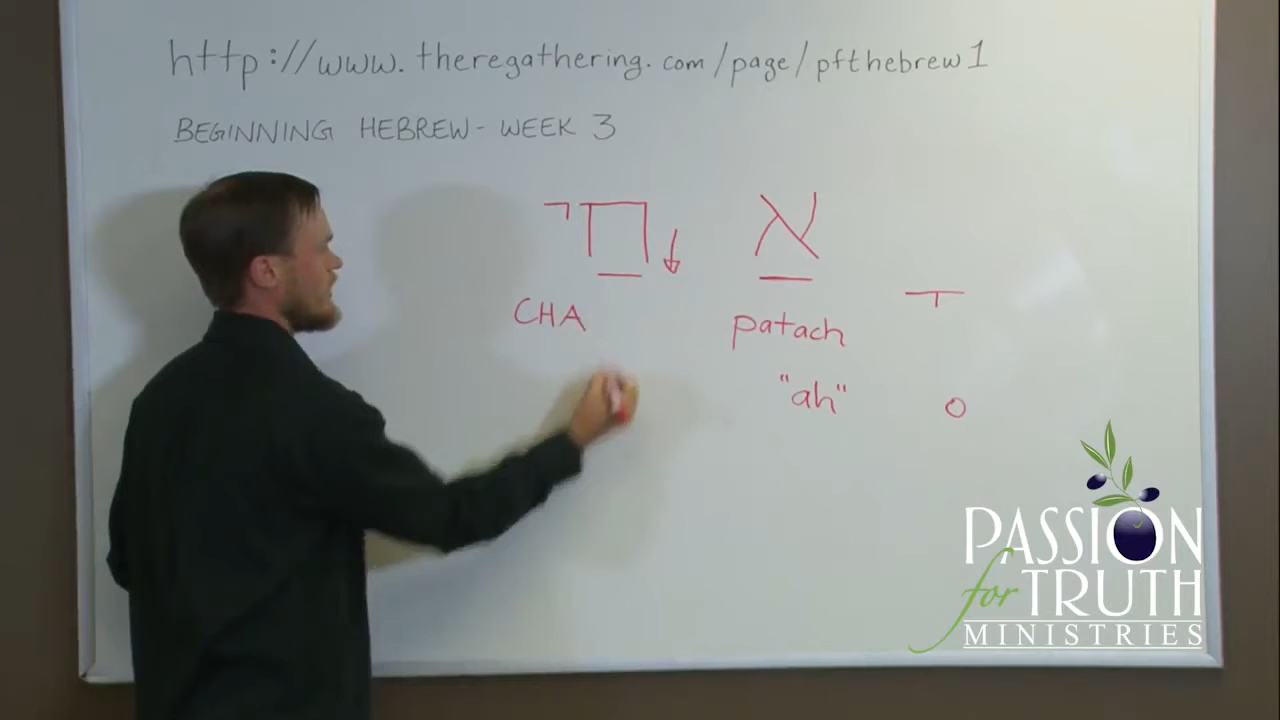 http://www.theregathering.com/page/pfthebrew1
BEGINNING HEBREW - WEEK 3
חַי אַ ָ
CHA patach
"ah" o
PASSION
for TRUTH
MINISTRIES